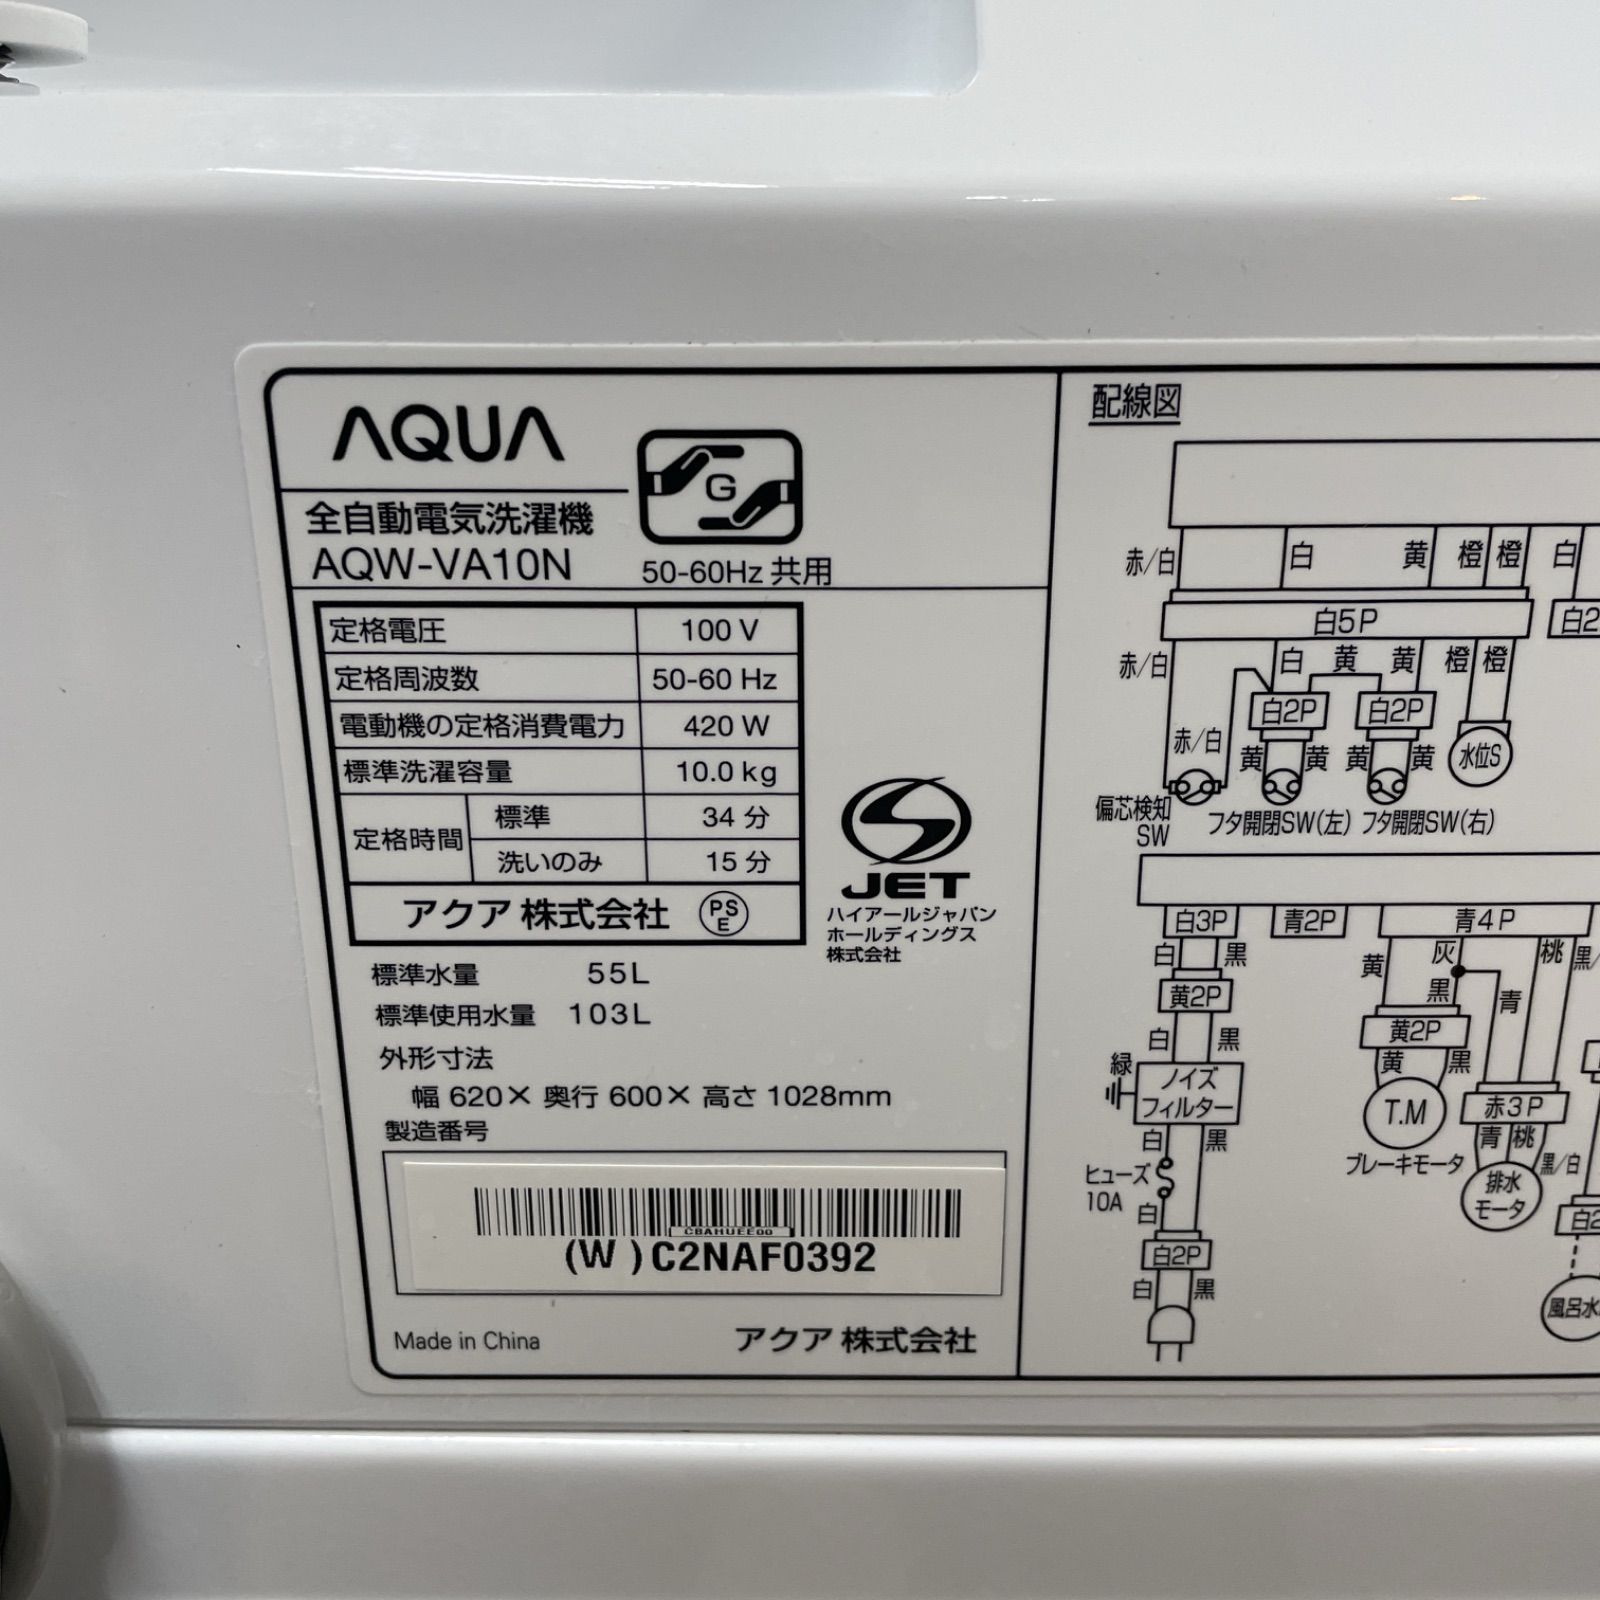 AQUA
全自動電気洗濯機
AQW-VA10N
G
50-60Hz 共用
定格電圧 100 V
定格周波数 50-60 Hz
電動機の定格消費電力 420 W
標準洗濯容量 10.0 kg
定格時間 標準 34 分
洗いのみ 15 分
アクア 株式会社 PSE
JET
ハイアールジャパン
ホールディングス
株式会社
標準水量 55L
標準使用水量 103L
外形寸法
幅 620× 奥行 600× 高さ 1028mm
製造番号
CBAHUEE00
(W )C2NAF0392
Made in China アクア 株式会社
配線図
赤/白 白 黄 橙 橙 白
白5P 白2
赤/白 白 黄 黄 橙 橙
白2P 白2P
赤/白 黄 黄 黄 黄 水位S
偏芯検知
SW
フタ開閉SW(左) フタ開閉SW(右)
白3P 青2P 青4P
白 黒 黄 灰 桃 黒/
黄2P 黒 青
白 黒 黄2P
緑 ノイズ
フィルター
黄 黒
T.M 赤3P
白 黒 ブレーキモータ 青 桃 黒/白
ヒューズ
10A
排水
モータ
白
白2P 白2
白 黒
風呂水